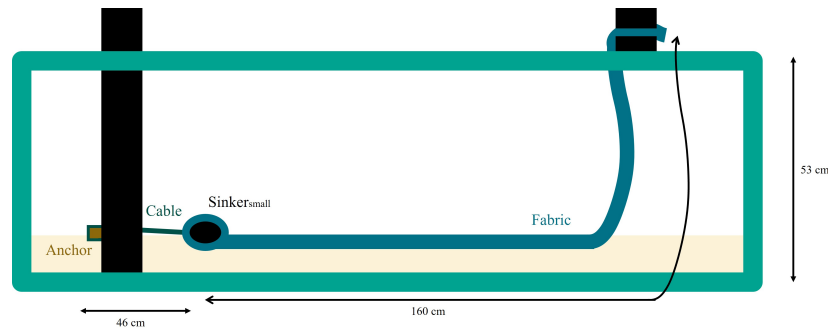 Sinkersmall
Cable
Fabric
Anchor
53 cm
46 cm
160 cm